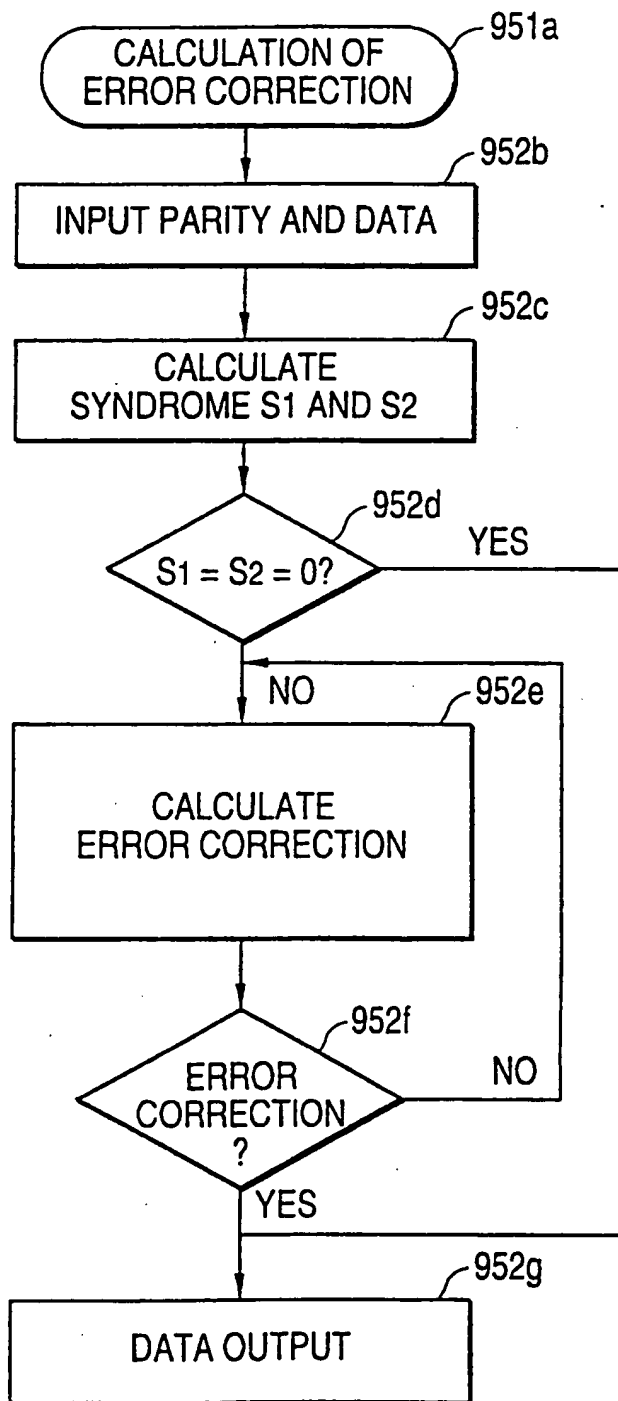 951a
CALCULATION OF
ERROR CORRECTION
952b
INPUT PARITY AND DATA
952c
CALCULATE
SYNDROME S1 AND S2
952d
S1 = S2 = 0?
YES
NO
952e
CALCULATE
ERROR CORRECTION
952f
ERROR
CORRECTION
?
NO
YES
952g
DATA OUTPUT